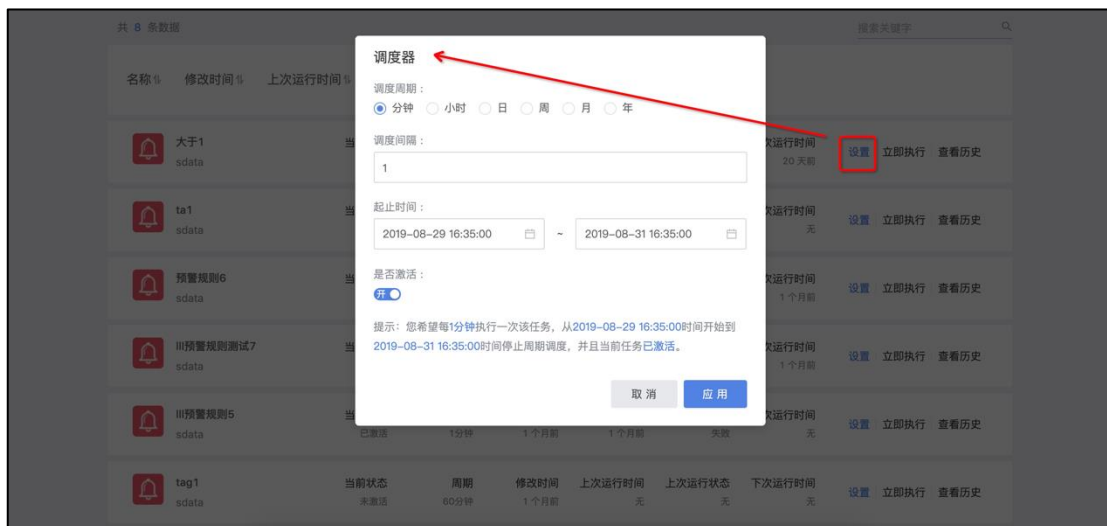 共 8 条数据
搜索关键字
名称 修改时间 上次运行时间
调度器
调度周期：
分钟 小时 日 周 月 年
调度间隔：
1
起止时间：
2019-08-29 16:35:00 ~ 2019-08-31 16:35:00
是否激活：
开
提示：您希望每1分钟执行一次该任务，从2019-08-29 16:35:00时间开始到
2019-08-31 16:35:00时间停止周期调度，并且当前任务已激活。
取消 应用
大于1 当 次运行时间 设置 立即执行 查看历史
sdata 20 天前
ta1 当 次运行时间 设置 立即执行 查看历史
sdata 无
预警规则6 当 次运行时间 设置 立即执行 查看历史
sdata 1 个月前
lll预警规则测试7 当 次运行时间 设置 立即执行 查看历史
sdata 1 个月前
lll预警规则5 当 次运行时间 设置 立即执行 查看历史
sdata 已激活 1分钟 1 个月前 1 个月前 失败 无
tag1 当前状态 周期 修改时间 上次运行时间 上次运行状态 下次运行时间 设置 立即执行 查看历史
sdata 未激活 60分钟 1 个月前 无 无 无